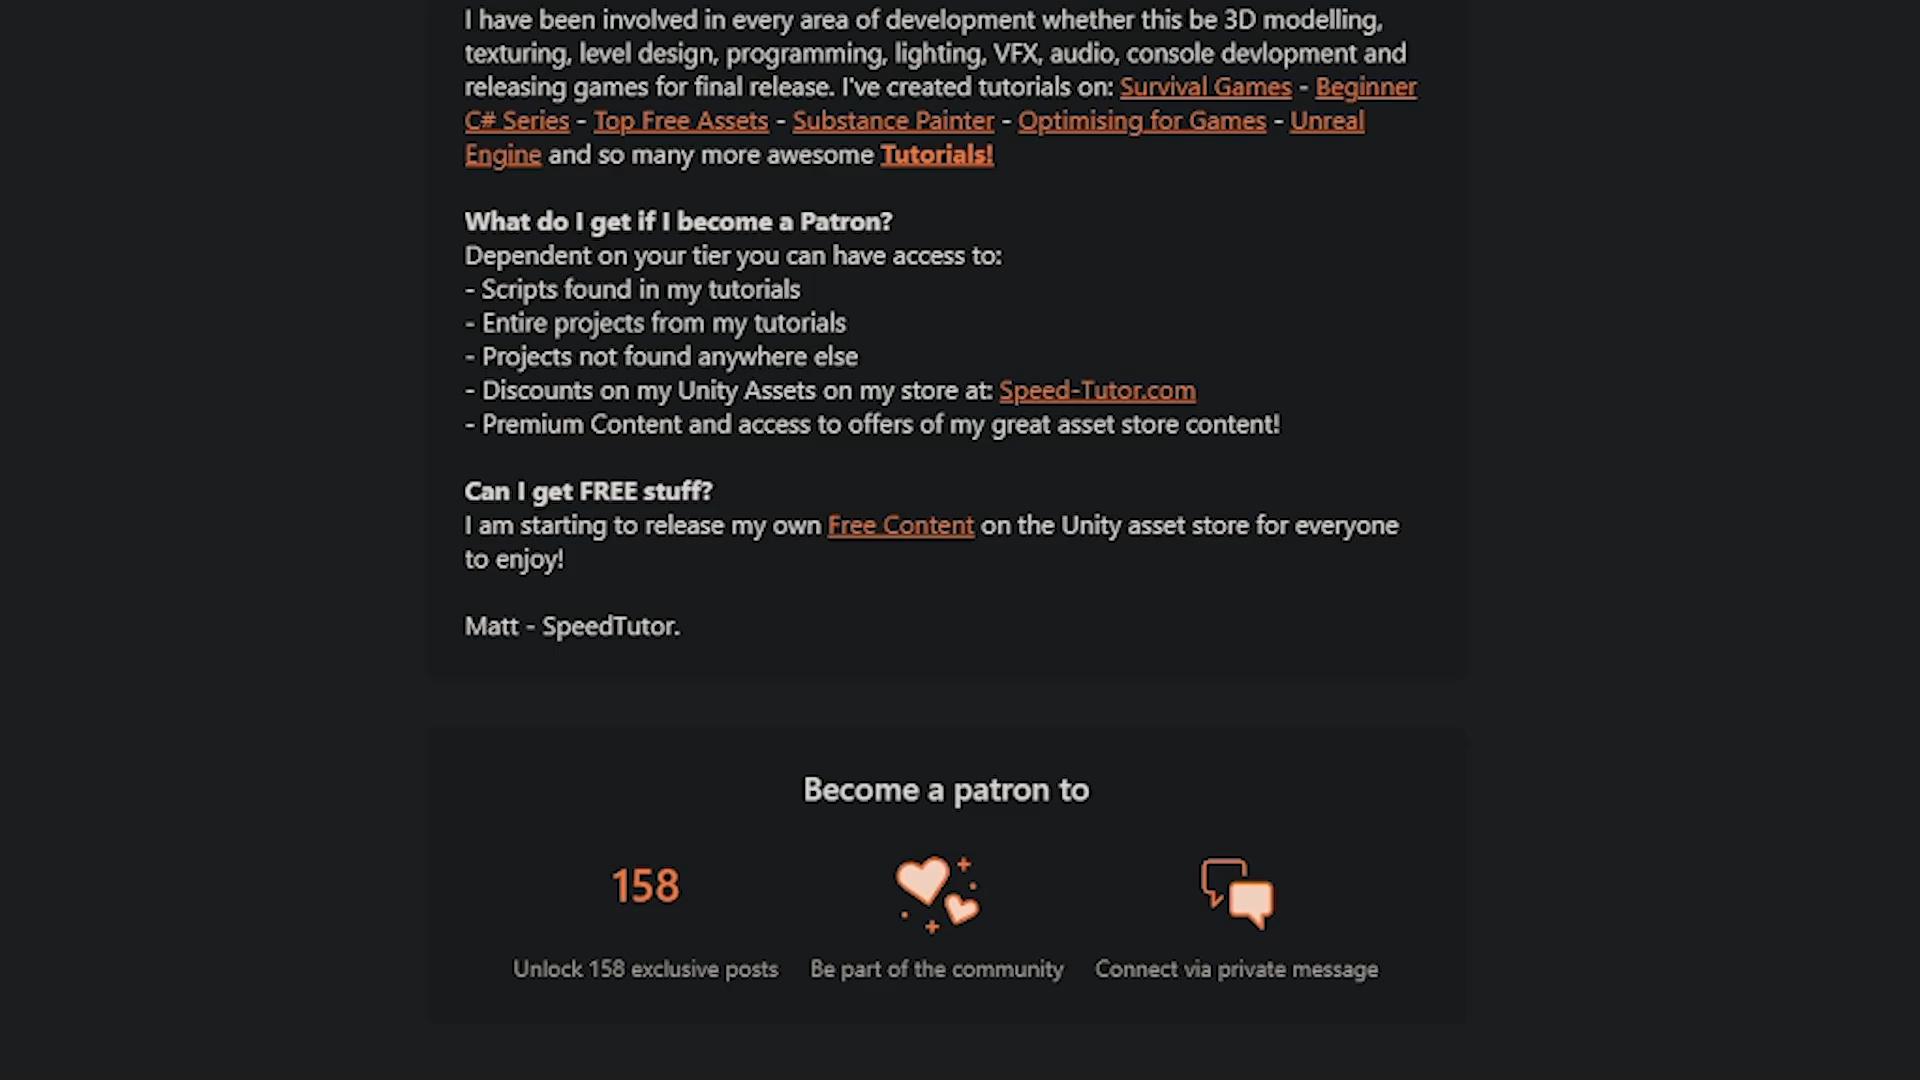 I have been involved in every area of development whether this be 3D modelling,
texturing, level design, programming, lighting, VFX, audio, console devlopment and
releasing games for final release. I've created tutorials on: Survival Games - Beginner
C# Series - Top Free Assets - Substance Painter - Optimising for Games - Unreal
Engine and so many more awesome Tutorials!
What do I get if I become a Patron?
Dependent on your tier you can have access to:
- Scripts found in my tutorials
- Entire projects from my tutorials
- Projects not found anywhere else
- Discounts on my Unity Assets on my store at: Speed-Tutor.com
- Premium Content and access to offers of my great asset store content!
Can I get FREE stuff?
I am starting to release my own Free Content on the Unity asset store for everyone
to enjoy!
Matt - SpeedTutor.
Become a patron to
158
Unlock 158 exclusive posts
Be part of the community
Connect via private message